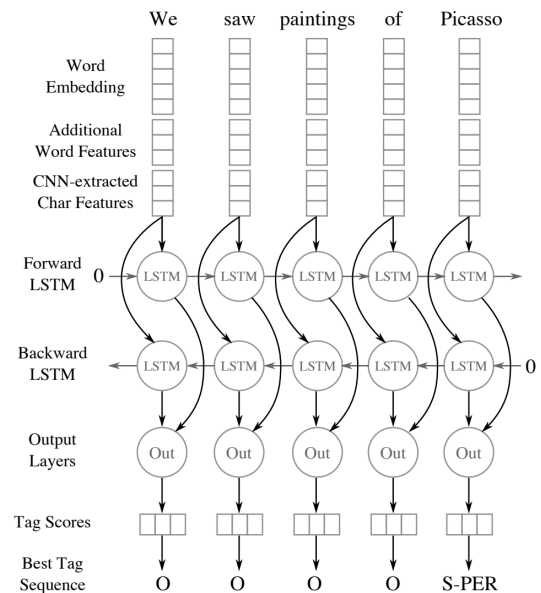 We saw paintings of Picasso
Word
Embedding
Additional
Word Features
CNN-extracted
Char Features
Forward
LSTM
0 LSTM LSTM LSTM LSTM LSTM
Backward
LSTM
LSTM LSTM LSTM LSTM LSTM 0
Output
Layers
Out Out Out Out Out
Tag Scores
Best Tag
Sequence
O O O O S-PER